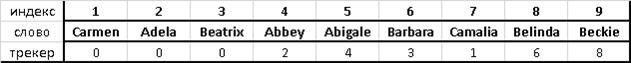 индекс 1 2 3 4 5 6 7 8 9
слово Carmen Adela Beatrix Abbey Abigale Barbara Camalia Belinda Beckie
трекер 0 0 0 2 4 3 1 6 8